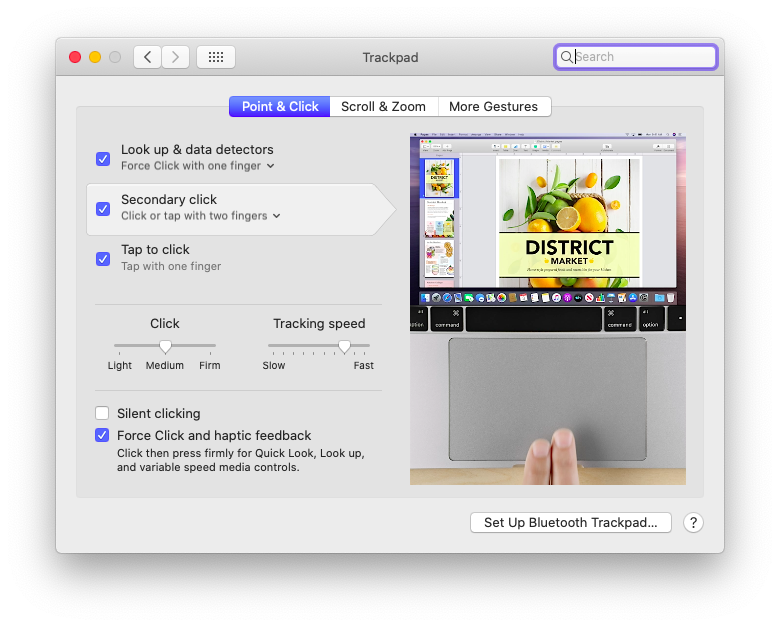 Trackpad
Search
Point & Click
Scroll & Zoom
More Gestures
Look up & data detectors
Force Click with one finger
Secondary click
Click or tap with two fingers
Tap to click
Tap with one finger
Click
Tracking speed
Light
Medium
Firm
Slow
Fast
Silent clicking
Force Click and haptic feedback
Click then press firmly for Quick Look, Look up,
and variable speed media controls.
DISTRICT
MARKET
DISTRICT
MARKET
command
command
option
Set Up Bluetooth Trackpad...
?